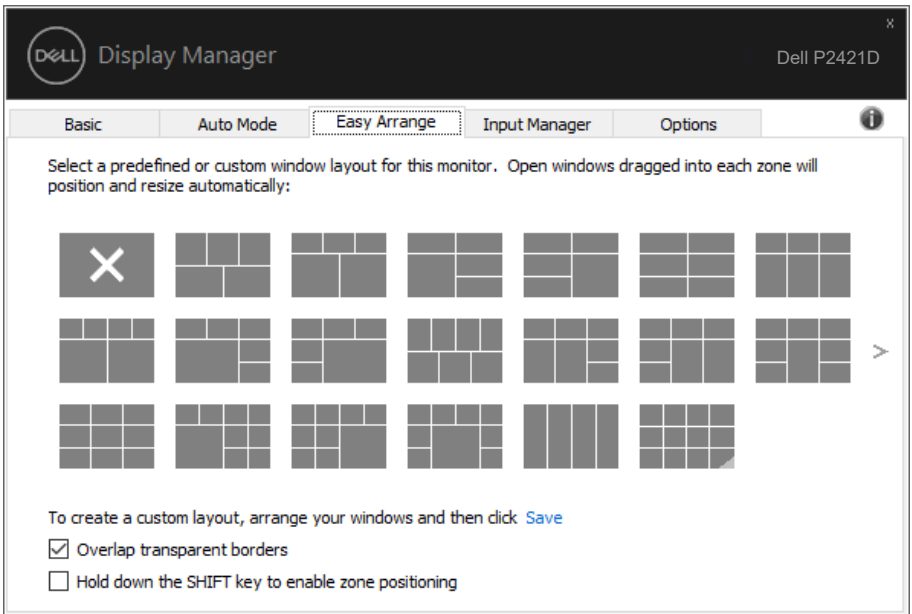 x
DELL Display Manager
Dell P2421D
Basic Auto Mode Easy Arrange Input Manager Options i
Select a predefined or custom window layout for this monitor. Open windows dragged into each zone will
position and resize automatically:
>
To create a custom layout, arrange your windows and then click Save
Overlap transparent borders
Hold down the SHIFT key to enable zone positioning